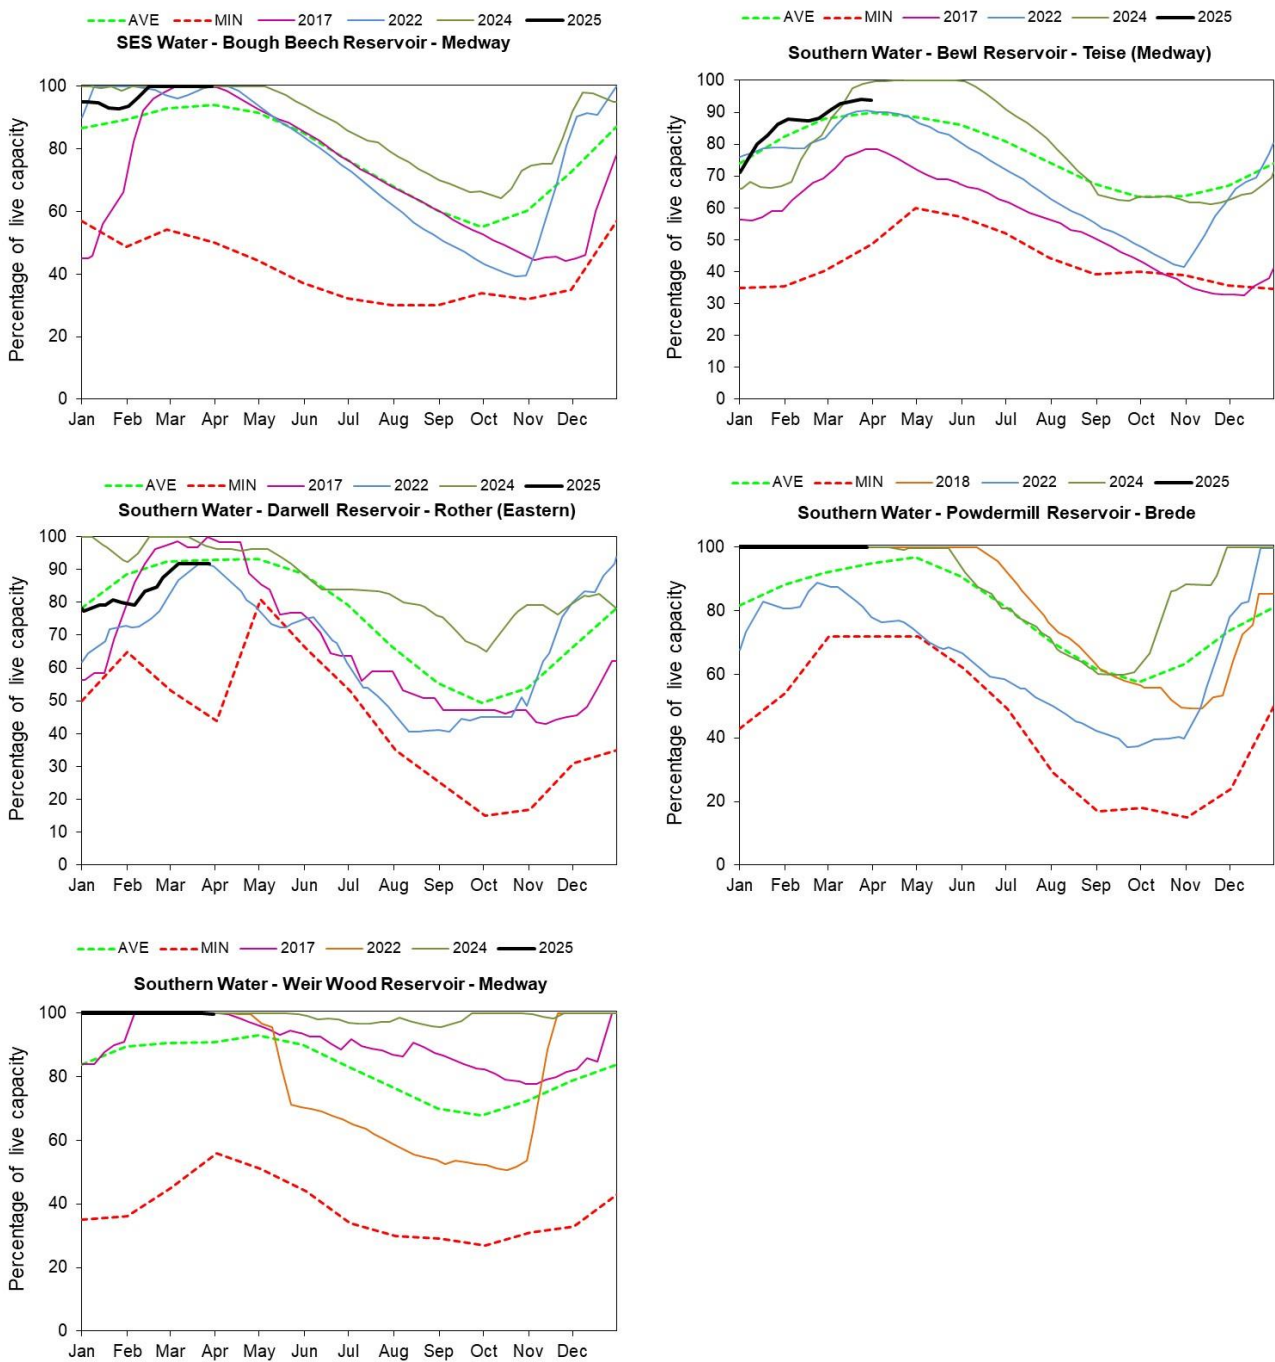 AVE MIN 2017 2022 2024 2025
SES Water - Bough Beech Reservoir - Medway
Percentage of live capacity
100
80
60
40
20
0
Jan Feb Mar Apr May Jun Jul Aug Sep Oct Nov Dec
AVE MIN 2017 2022 2024 2025
Southern Water - Bewl Reservoir - Teise (Medway)
Percentage of live capacity
100
90
80
70
60
50
40
30
20
10
0
Jan Feb Mar Apr May Jun Jul Aug Sep Oct Nov Dec
AVE MIN 2017 2022 2024 2025
Southern Water - Darwell Reservoir - Rother (Eastern)
Percentage of live capacity
100
90
80
70
60
50
40
30
20
10
0
Jan Feb Mar Apr May Jun Jul Aug Sep Oct Nov Dec
AVE MIN 2018 2022 2024 2025
Southern Water - Powdermill Reservoir - Brede
Percentage of live capacity
100
80
60
40
20
0
Jan Feb Mar Apr May Jun Jul Aug Sep Oct Nov Dec
AVE MIN 2017 2022 2024 2025
Southern Water - Weir Wood Reservoir - Medway
Percentage of live capacity
100
80
60
40
20
0
Jan Feb Mar Apr May Jun Jul Aug Sep Oct Nov Dec